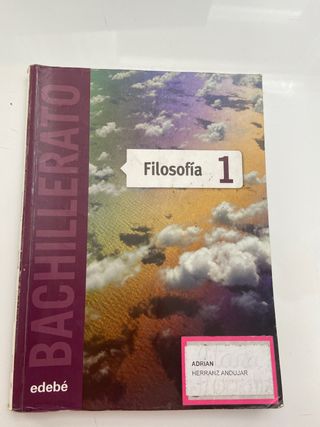 BACHILLERATO
Filosofía 1
ADRIAN
HERRANZ ANDUJAR
edebé